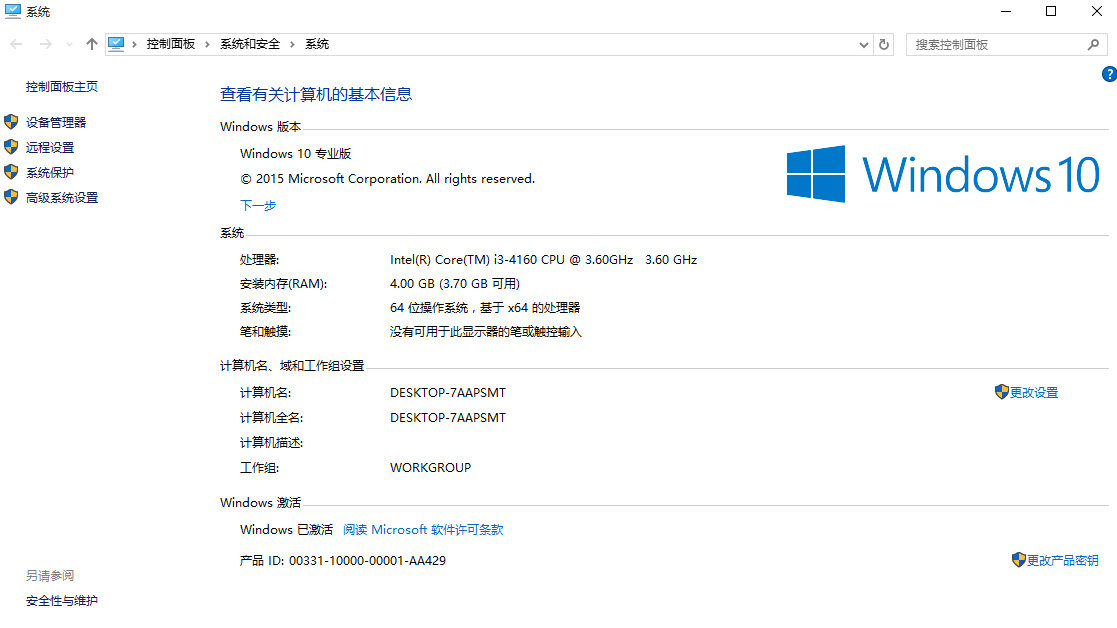 系统
控制面板 › 系统和安全 › 系统
搜索控制面板
?
控制面板主页
设备管理器
远程设置
系统保护
高级系统设置
查看有关计算机的基本信息
Windows 版本
Windows 10 专业版
© 2015 Microsoft Corporation. All rights reserved.
下一步
Windows 10
系统
处理器: Intel(R) Core(TM) i3-4160 CPU @ 3.60GHz 3.60 GHz
安装内存(RAM): 4.00 GB (3.70 GB 可用)
系统类型: 64 位操作系统，基于 x64 的处理器
笔和触摸: 没有可用于此显示器的笔或触控输入
计算机名、域和工作组设置
计算机名: DESKTOP-7AAPSMT 更改设置
计算机全名: DESKTOP-7AAPSMT
计算机描述:
工作组: WORKGROUP
Windows 激活
Windows 已激活 阅读 Microsoft 软件许可条款
产品 ID: 00331-10000-00001-AA429 更改产品密钥
另请参阅
安全性与维护